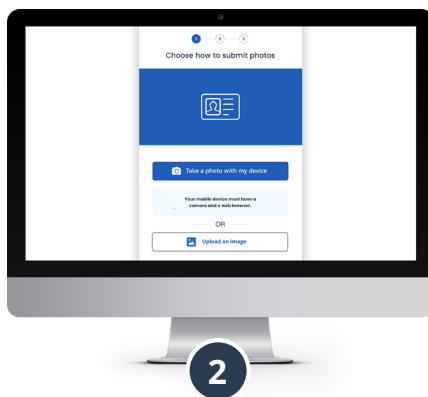 1 2 3
Choose how to submit photos
Take a photo with my device
Your mobile device must have a
camera and a web browser.
OR
Upload an image
2